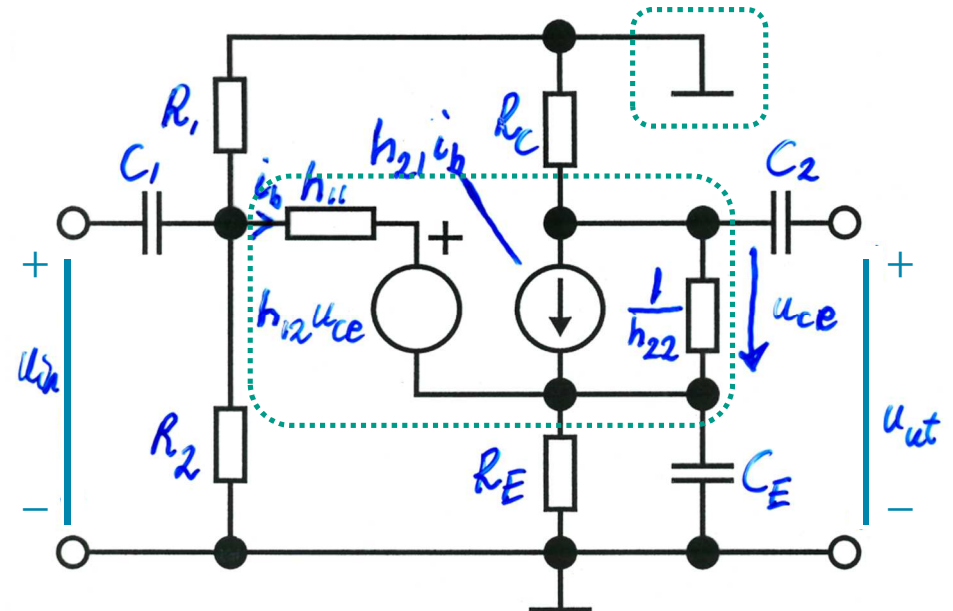 R1
RC
h21 ib
C1
C2
ib
h11
+
+
+
h12 uce
1
h22
uce
uin
uut
R2
RE
CE
−
−